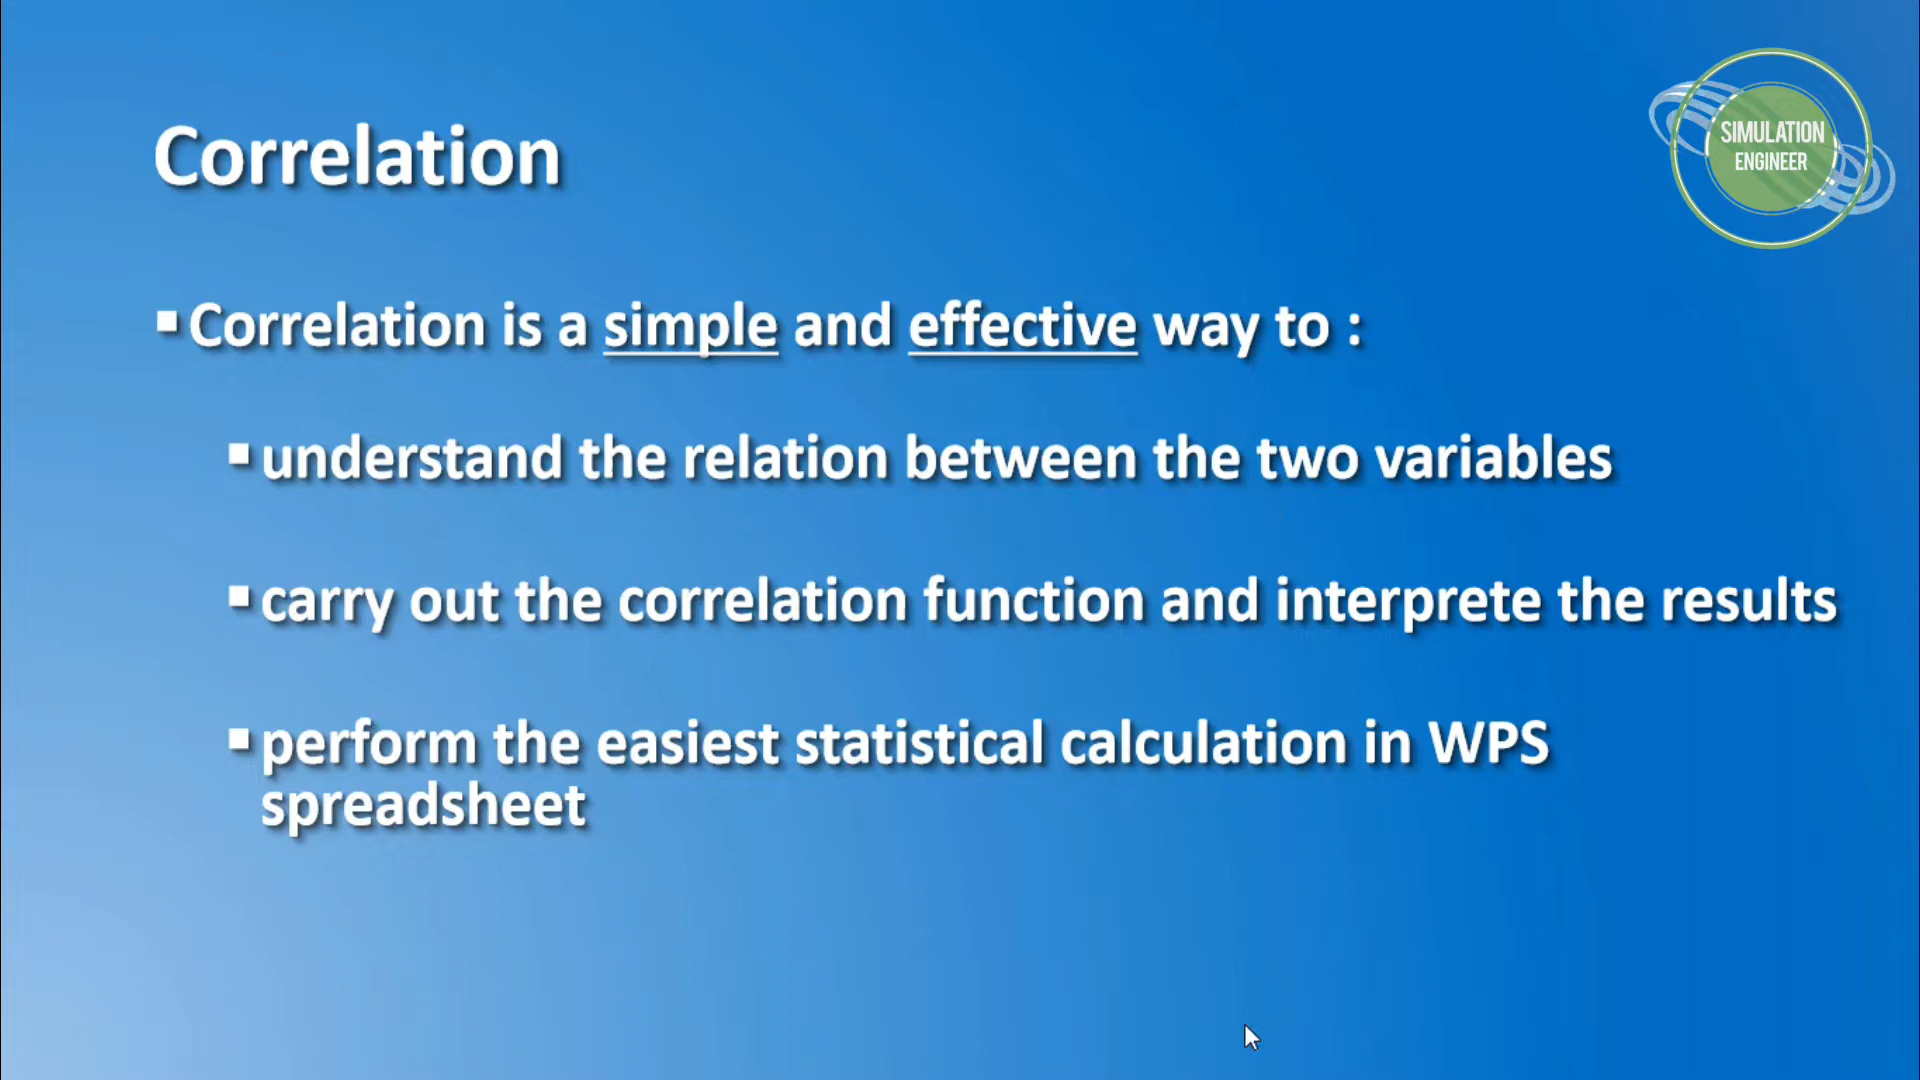 SIMULATION
ENGINEER
Correlation
▪Correlation is a simple and effective way to :
▪understand the relation between the two variables
▪carry out the correlation function and interprete the results
▪perform the easiest statistical calculation in WPS
spreadsheet